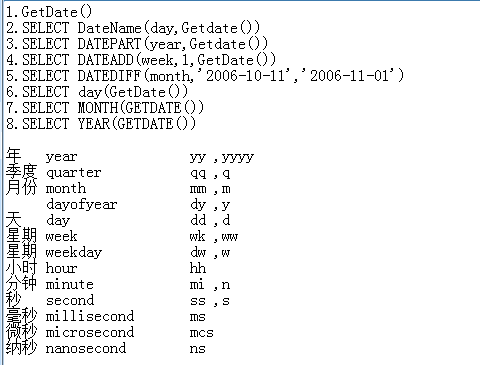 1.GetDate()
2.SELECT DateName(day,Getdate())
3.SELECT DATEPART(year,Getdate())
4.SELECT DATEADD(week,1,GetDate())
5.SELECT DATEDIFF(month,'2006-10-11','2006-11-01')
6.SELECT day(GetDate())
7.SELECT MONTH(GETDATE())
8.SELECT YEAR(GETDATE())
年 year yy ,yyyy
季度 quarter qq ,q
月份 month mm ,m
dayofyear dy ,y
天 day dd ,d
星期 week wk ,ww
星期 weekday dw ,w
小时 hour hh
分钟 minute mi ,n
秒 second ss ,s
毫秒 millisecond ms
微秒 microsecond mcs
纳秒 nanosecond ns